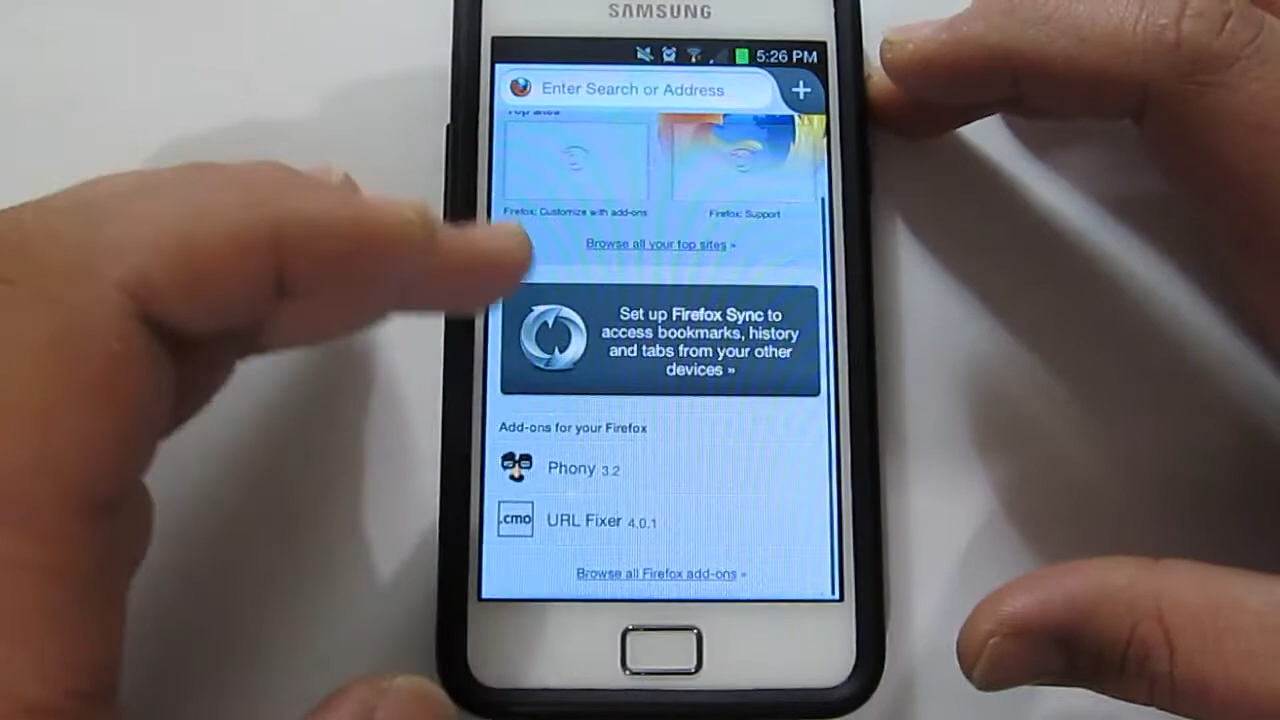 SAMSUNG
5:26 PM
Enter Search or Address
+
Top sites
Firefox: Customize with add-ons
Firefox: Support
Browse all your top sites »
Set up Firefox Sync to
access bookmarks, history
and tabs from your other
devices »
Add-ons for your Firefox
Phony 3.2
.cmo URL Fixer 4.0.1
Browse all Firefox add-ons »